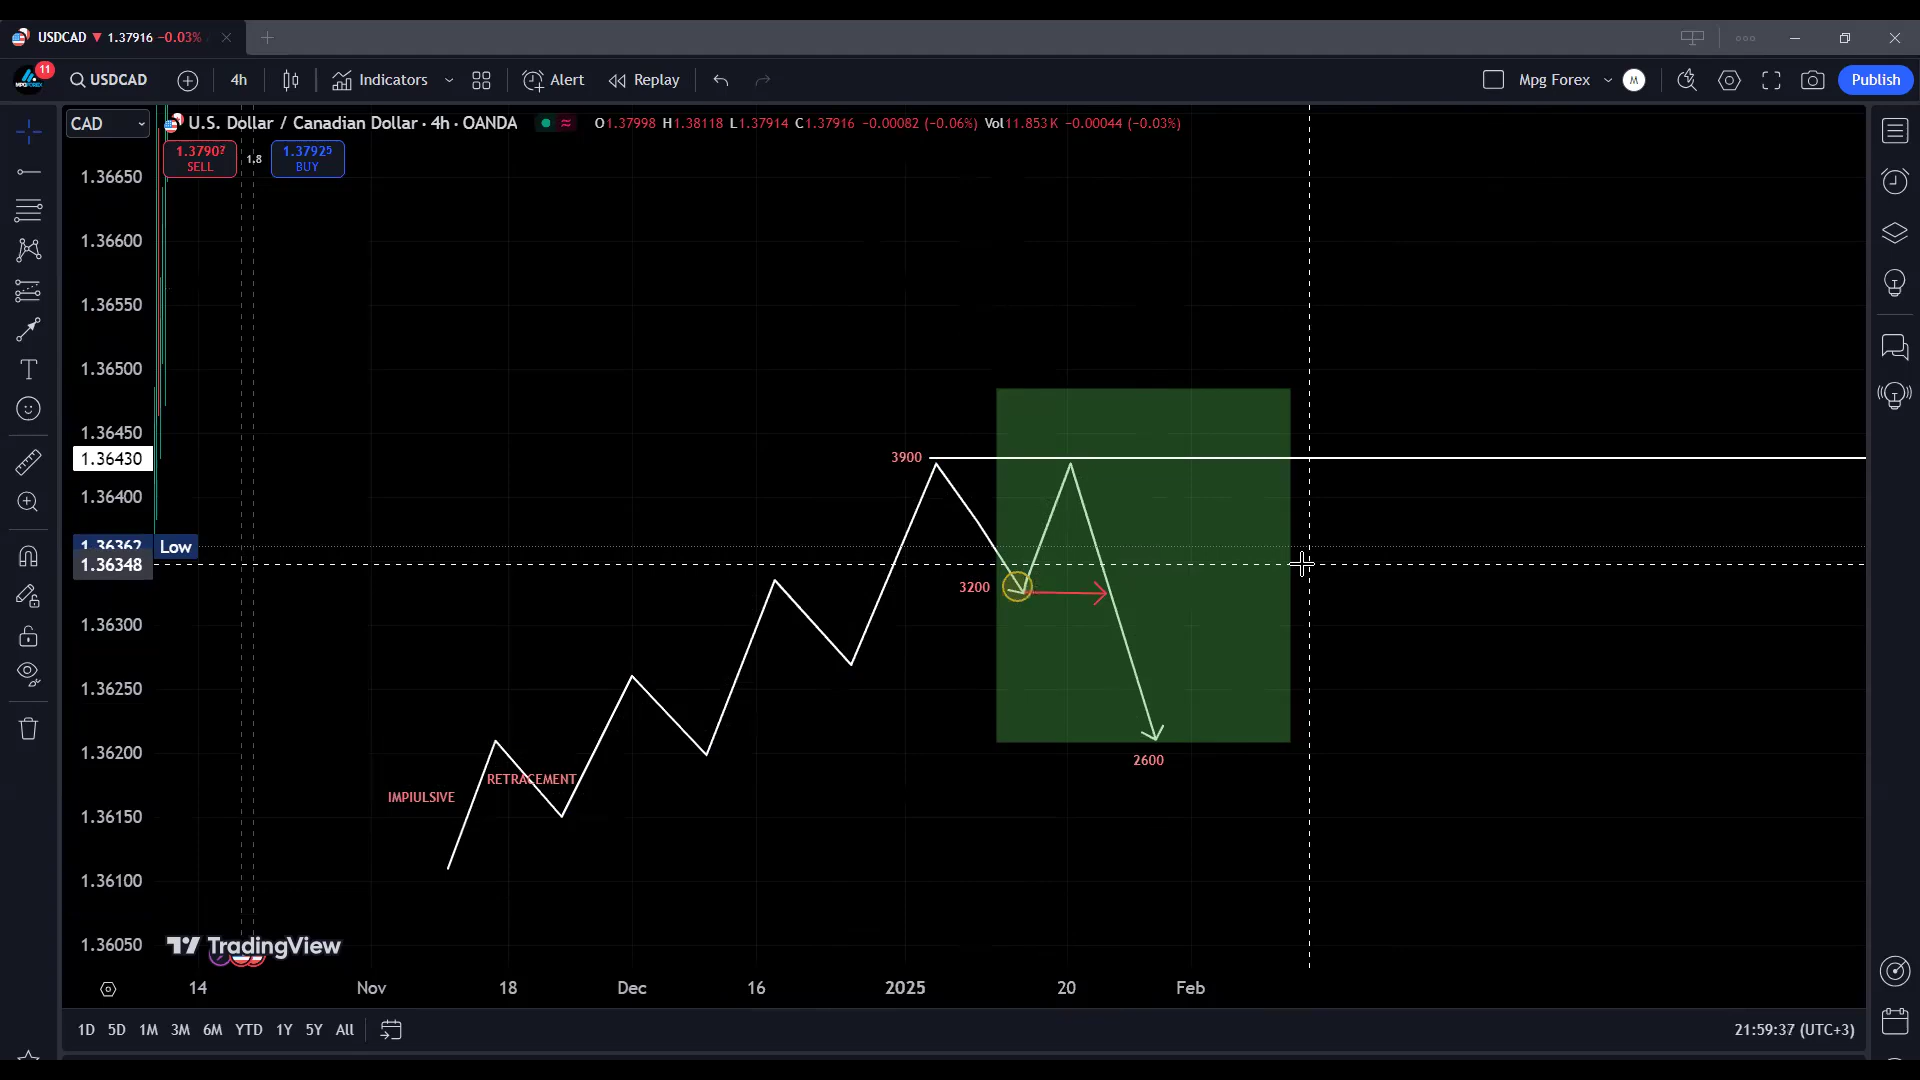 USDCAD ▼ 1.37916 −0.03%
11
USDCAD
4h
Indicators
Alert
Replay
Mpg Forex
M
Publish
CAD
U.S. Dollar / Canadian Dollar · 4h · OANDA
O1.37998 H1.38118 L1.37914 C1.37916 −0.00082 (−0.06%) Vol11.853 K −0.00044 (−0.03%)
1.37907
SELL
1.8
1.37925
BUY
1.36650
1.36600
1.36550
1.36500
1.36450
1.36430
1.36400
1.36362 Low
1.36348
1.36300
1.36250
1.36200
1.36150
1.36100
1.36050
3900
3200
2600
RETRACEMENT
IMPIULSIVE
TradingView
14 Nov 18 Dec 16 2025 20 Feb
1D 5D 1M 3M 6M YTD 1Y 5Y All
21:59:37 (UTC+3)